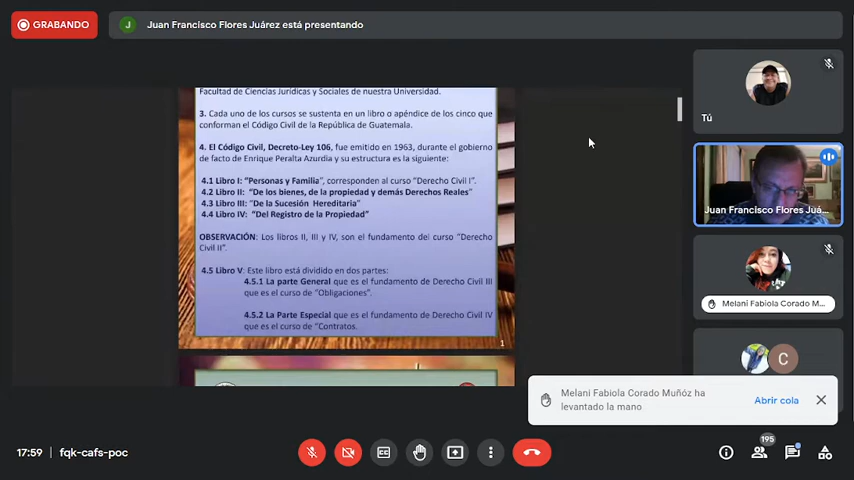 GRABANDO
J
Juan Francisco Flores Juárez está presentando
Facultad de Ciencias Jurídicas y Sociales de nuestra Universidad.
3. Cada uno de los cursos se sustenta en un libro o apéndice de los cinco que
conforman el Código Civil de la República de Guatemala.
4. El Código Civil, Decreto-Ley 106, fue emitido en 1963, durante el gobierno
de facto de Enrique Peralta Azurdia y su estructura es la siguiente:
4.1 Libro I: “Personas y Familia”, corresponden al curso “Derecho Civil I”.
4.2 Libro II: “De los bienes, de la propiedad y demás Derechos Reales”
4.3 Libro III: “De la Sucesión Hereditaria”
4.4 Libro IV: “Del Registro de la Propiedad”
OBSERVACIÓN: Los libros II, III y IV, son el fundamento del curso “Derecho
Civil II”.
4.5 Libro V: Este libro está dividido en dos partes:
4.5.1 La parte General que es el fundamento de Derecho Civil III
que es el curso de “Obligaciones”.
4.5.2 La Parte Especial que es el fundamento de Derecho Civil IV
que es el curso de “Contratos.
1
Tú
Juan Francisco Flores Juá...
Melani Fabiola Corado M...
C
Melani Fabiola Corado Muñóz ha
levantado la mano
Abrir cola
17:59
fqk-cafs-poc
195